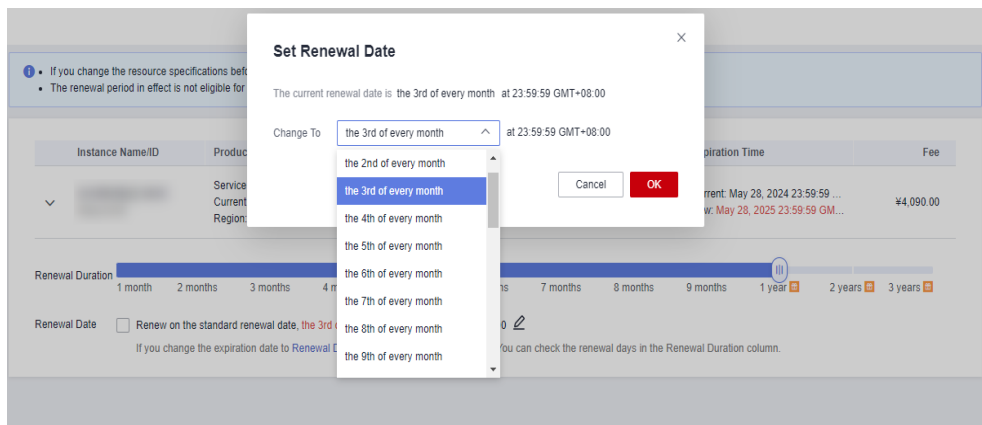 Set Renewal Date
If you change the resource specifications befo
The renewal period in effect is not eligible for
The current renewal date is the 3rd of every month at 23:59:59 GMT+08:00
Change To the 3rd of every month at 23:59:59 GMT+08:00
the 2nd of every month
the 3rd of every month
the 4th of every month
the 5th of every month
the 6th of every month
the 7th of every month
the 8th of every month
the 9th of every month
Cancel OK
Instance Name/ID Produc piration Time Fee
Service
Current
Region:
rrent: May 28, 2024 23:59:59 ...
w: May 28, 2025 23:59:59 GM...
¥4,090.00
Renewal Duration
1 month 2 months 3 months 4 m hs 7 months 8 months 9 months 1 year 2 years 3 years
Renewal Date Renew on the standard renewal date, the 3rd 0
If you change the expiration date to Renewal D You can check the renewal days in the Renewal Duration column.